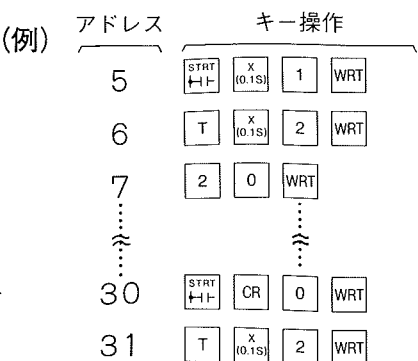 (例) アドレス キー操作
5 STRT X (0.1S) 1 WRT
6 T X (0.1S) 2 WRT
7 2 0 WRT
30 STRT CR 0 WRT
31 T X (0.1S) 2 WRT